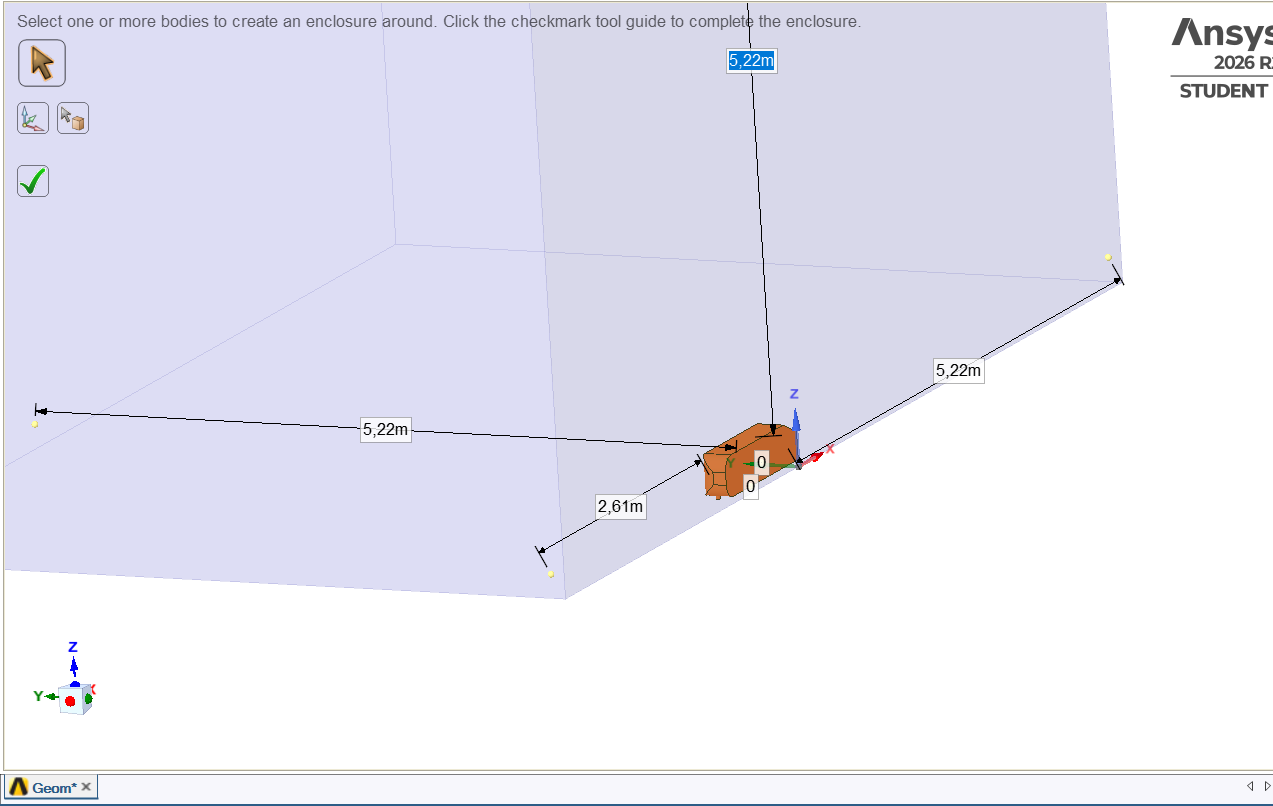 Select one or more bodies to create an enclosure around. Click the checkmark tool guide to complete the enclosure.
Ansys
2026 R
STUDENT
5,22m
5,22m
Z
5,22m
X
Y
0
0
2,61m
Z
Y
X
Geom*